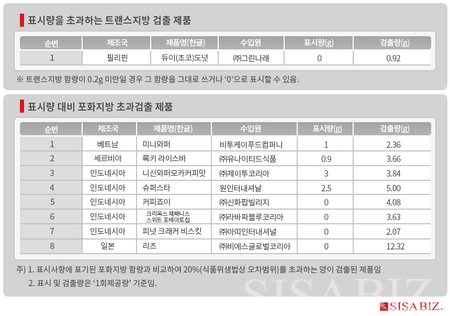 표시량을 초과하는 트랜스지방 검출 제품
순번 제조국 제품명(한글) 수입원 표시량(g) 검출량(g)
1 필리핀 듀이(초코)도넛 ㈜그린나래 0 0.92
※ 트랜스지방 함량이 0.2g 미만일 경우 그 함량을 그대로 쓰거나 '0'으로 표시할 수 있음.
표시량 대비 포화지방 초과검출 제품
순번 제조국 제품명(한글) 수입원 표시량(g) 검출량(g)
1 베트남 미니와퍼 비투케이푸드컴퍼니 1 2.36
2 세르비아 룩키 라이스바 ㈜유나이티드식품 0.9 3.66
3 인도네시아 니신와퍼모카커피맛 ㈜제이투코리아 3 3.84
4 인도네시아 슈퍼스타 원인터내셔날 2.5 5.00
5 인도네시아 커피죠이 ㈜신화팝빌리지 0 4.08
6 인도네시아 크리옥스 재패니스 스위트 포테이토칩 ㈜라바짜블루코리아 0 3.63
7 인도네시아 피넛 크래커 비스킷 ㈜아띠인터내셔널 0 2.07
8 일본 리츠 ㈜비에스글로벌코리아 0 12.32
주) 1. 표시사항에 표기된 포화지방 함량과 비교하여 20%(식품위생법상 오차범위)를 초과하는 양이 검출된 제품임
2. 표시 및 검출량은 '1회제공량' 기준임.
SISA BIZ
SISA BIZ.